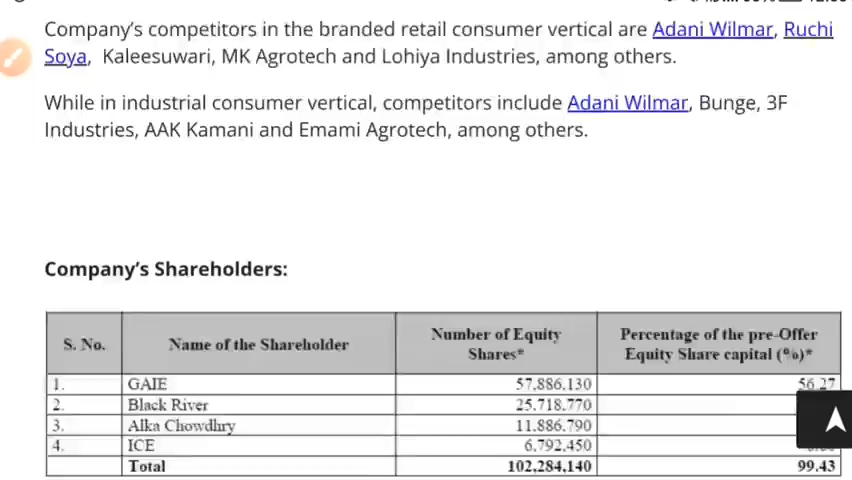 Company’s competitors in the branded retail consumer vertical are Adani Wilmar, Ruchi
Soya, Kaleesuwari, MK Agrotech and Lohiya Industries, among others.
While in industrial consumer vertical, competitors include Adani Wilmar, Bunge, 3F
Industries, AAK Kamani and Emami Agrotech, among others.
Company’s Shareholders:
S. No. Name of the Shareholder Number of Equity Shares* Percentage of the pre-Offer Equity Share capital (%)*
1. GAIE 57,886,130 56.27
2. Black River 25,718,770
3. Alka Chowdhry 11,886,790
4. ICE 6,792,450
Total 102,284,140 99.43